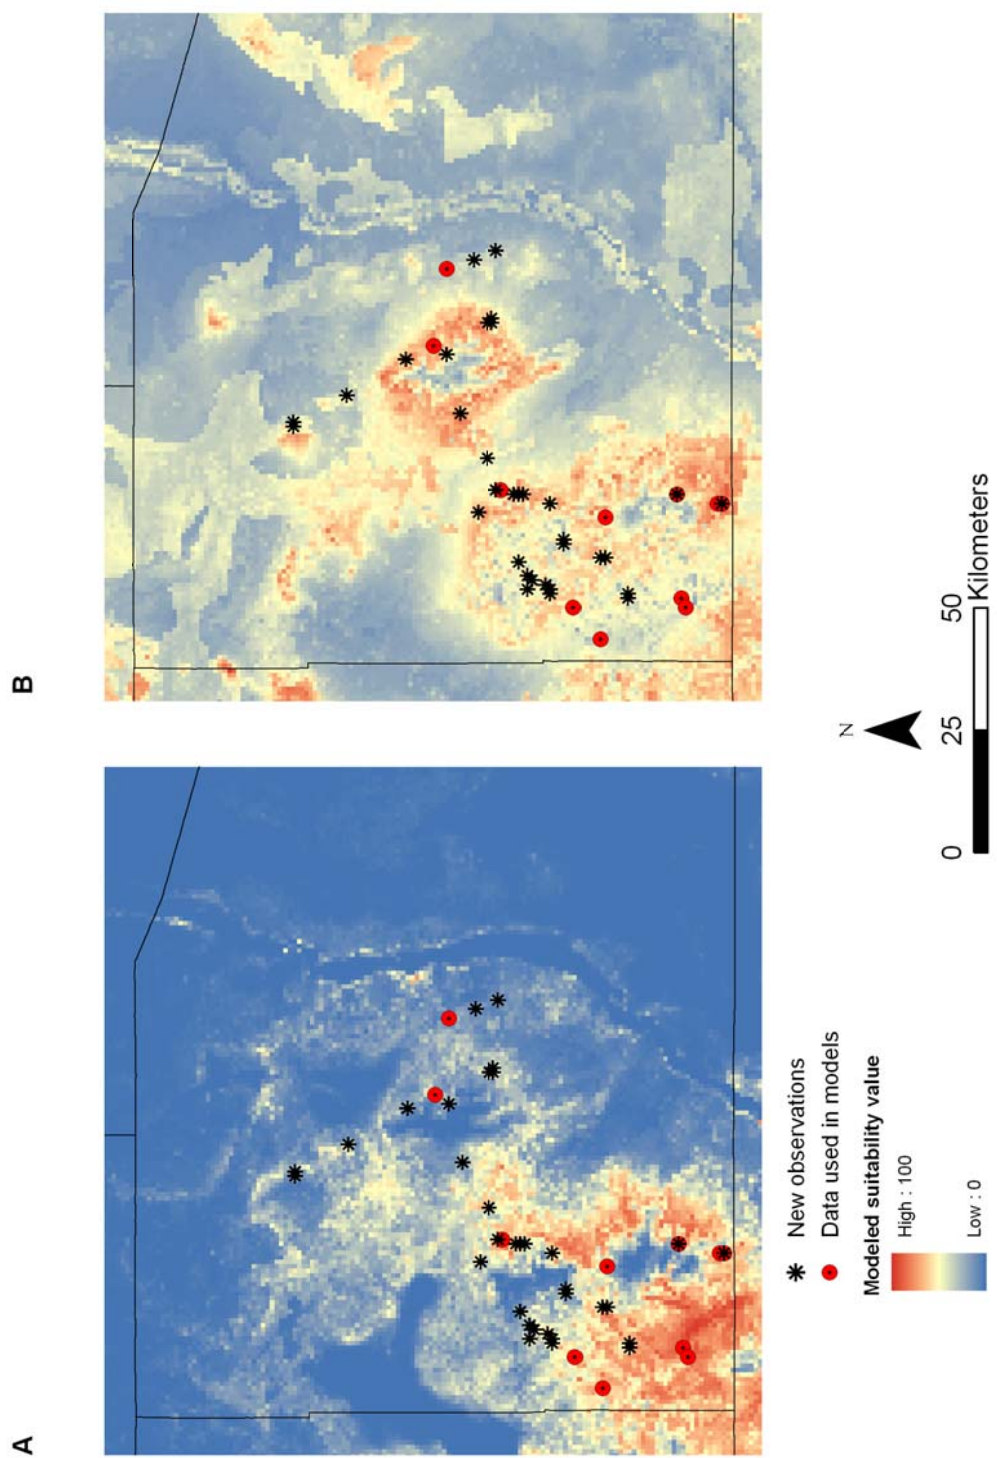 A
B
New observations
Data used in models
Modeled suitability value
High : 100
Low : 0
N
0 25 50 Kilometers